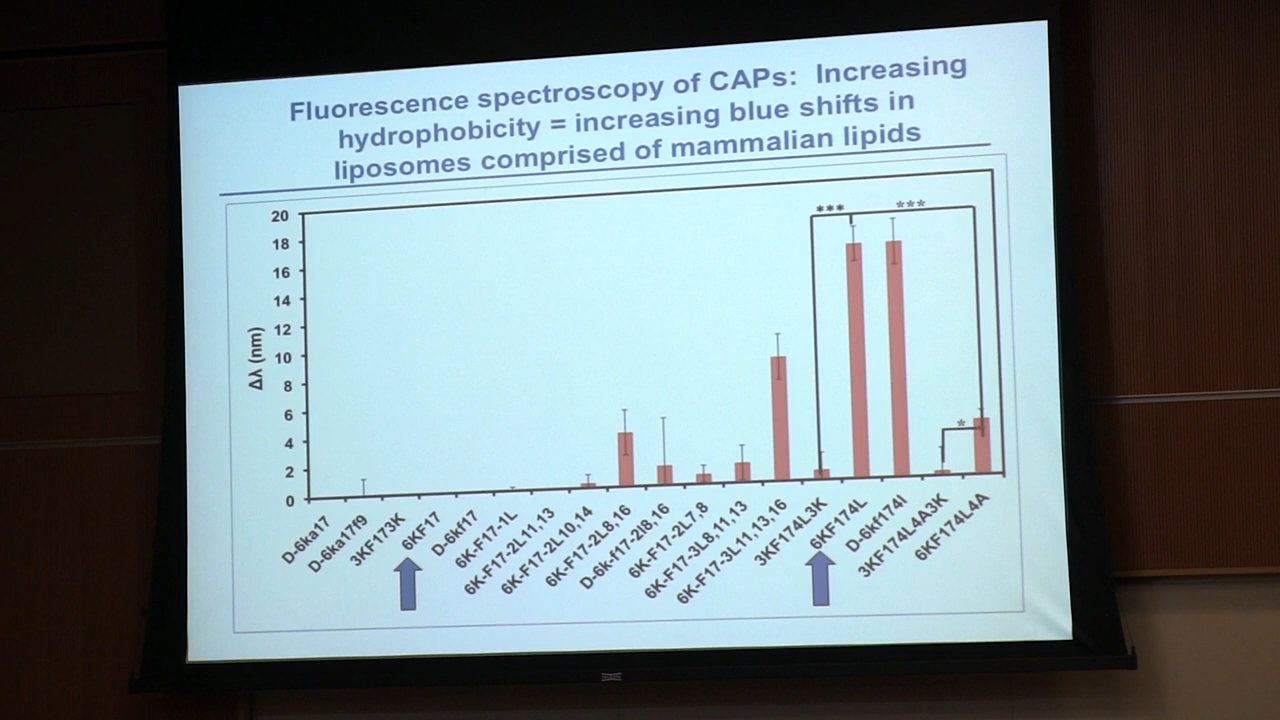 Fluorescence spectroscopy of CAPs: Increasing
hydrophobicity = increasing blue shifts in
liposomes comprised of mammalian lipids
Δλ (nm)
20
18
16
14
12
10
8
6
4
2
0
***
***
*
D-6ka17
D-6ka17f9
3KF173K
6KF17
D-6kf17
6K-F17-1L
6K-F17-2L11,13
6K-F17-2L10,14
6K-F17-2L8,16
D-6k-f17-2l8,16
6K-F17-2L7,8
6K-F17-3L8,11,13
6K-F17-3L11,13,16
3KF174L3K
6KF174L
D-6kf174l
3KF174L4A3K
6KF174L4A